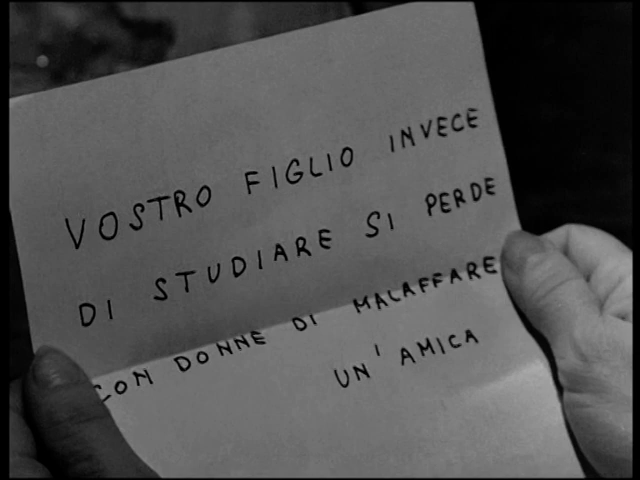 VOSTRO FIGLIO INVECE
DI STUDIARE SI PERDE
CON DONNE DI MALAFFARE
UN' AMICA